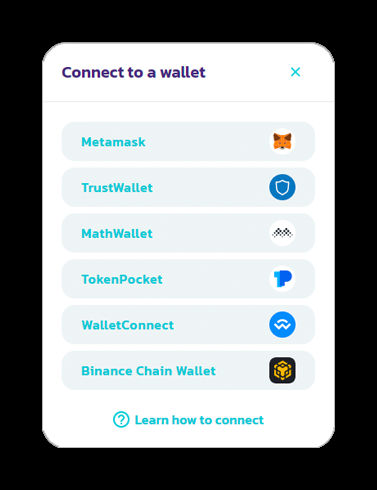 Connect to a wallet
Metamask
TrustWallet
MathWallet
TokenPocket
WalletConnect
Binance Chain Wallet
Learn how to connect